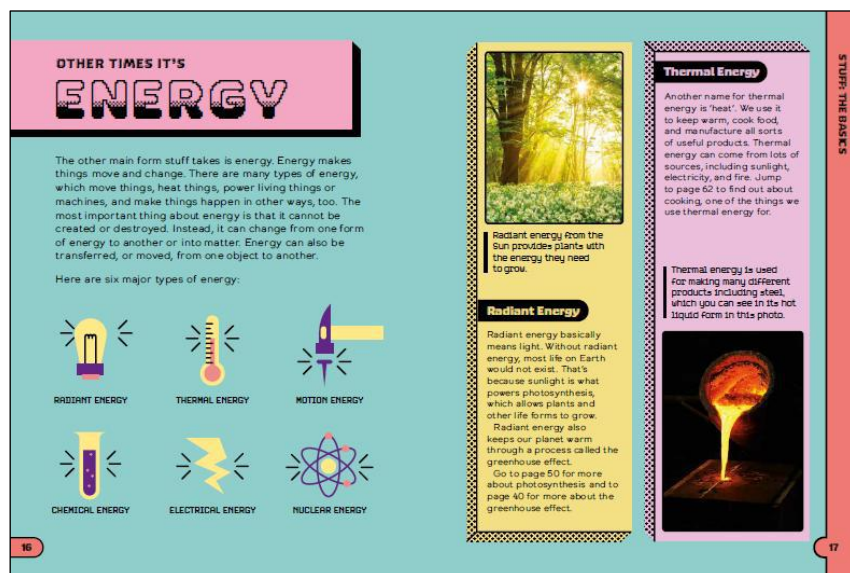 OTHER TIMES IT'S
ENERGY
The other main form stuff takes is energy. Energy makes
things move and change. There are many types of energy,
which move things, heat things, power living things or
machines, and make things happen in other ways, too. The
most important thing about energy is that it cannot be
created or destroyed. Instead, it can change from one form
of energy to another or into matter. Energy can also be
transferred, or moved, from one object to another.
Here are six major types of energy:
RADIANT ENERGY
THERMAL ENERGY
MOTION ENERGY
CHEMICAL ENERGY
ELECTRICAL ENERGY
NUCLEAR ENERGY
16
Radiant energy from the
Sun provides plants with
the energy they need
to grow.
Radiant Energy
Radiant energy basically
means light. Without radiant
energy, most life on Earth
would not exist. That's
because sunlight is what
powers photosynthesis,
which allows plants and
other life forms to grow.
Radiant energy also
keeps our planet warm
through a process called the
greenhouse effect.
Go to page 50 for more
about photosynthesis and to
page 40 for more about the
greenhouse effect.
Thermal Energy
Another name for thermal
energy is 'heat'. We use it
to keep warm, cook food,
and manufacture all sorts
of useful products. Thermal
energy can come from lots of
sources, including sunlight,
electricity, and fire. Jump
to page 62 to find out about
cooking, one of the things we
use thermal energy for.
Thermal energy is used
for making many different
products including steel,
which you can see in its hot
liquid form in this photo.
STUFF: THE BASICS
17